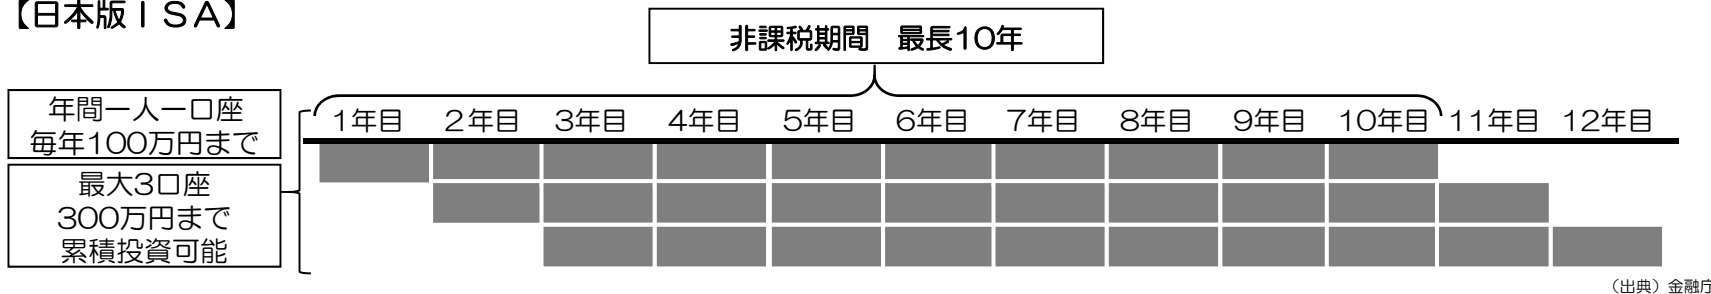 【日本版ＩＳＡ】
非課税期間　最長10年
年間一人一口座
毎年100万円まで
最大3口座
300万円まで
累積投資可能
1年目 2年目 3年目 4年目 5年目 6年目 7年目 8年目 9年目 10年目 11年目 12年目
（出典）金融庁